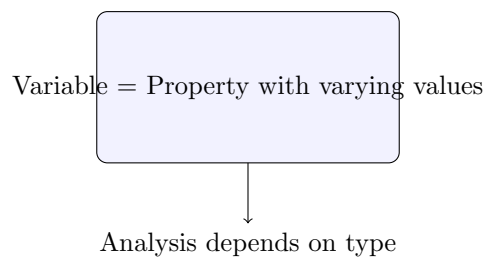 Variable = Property with varying values
Analysis depends on type